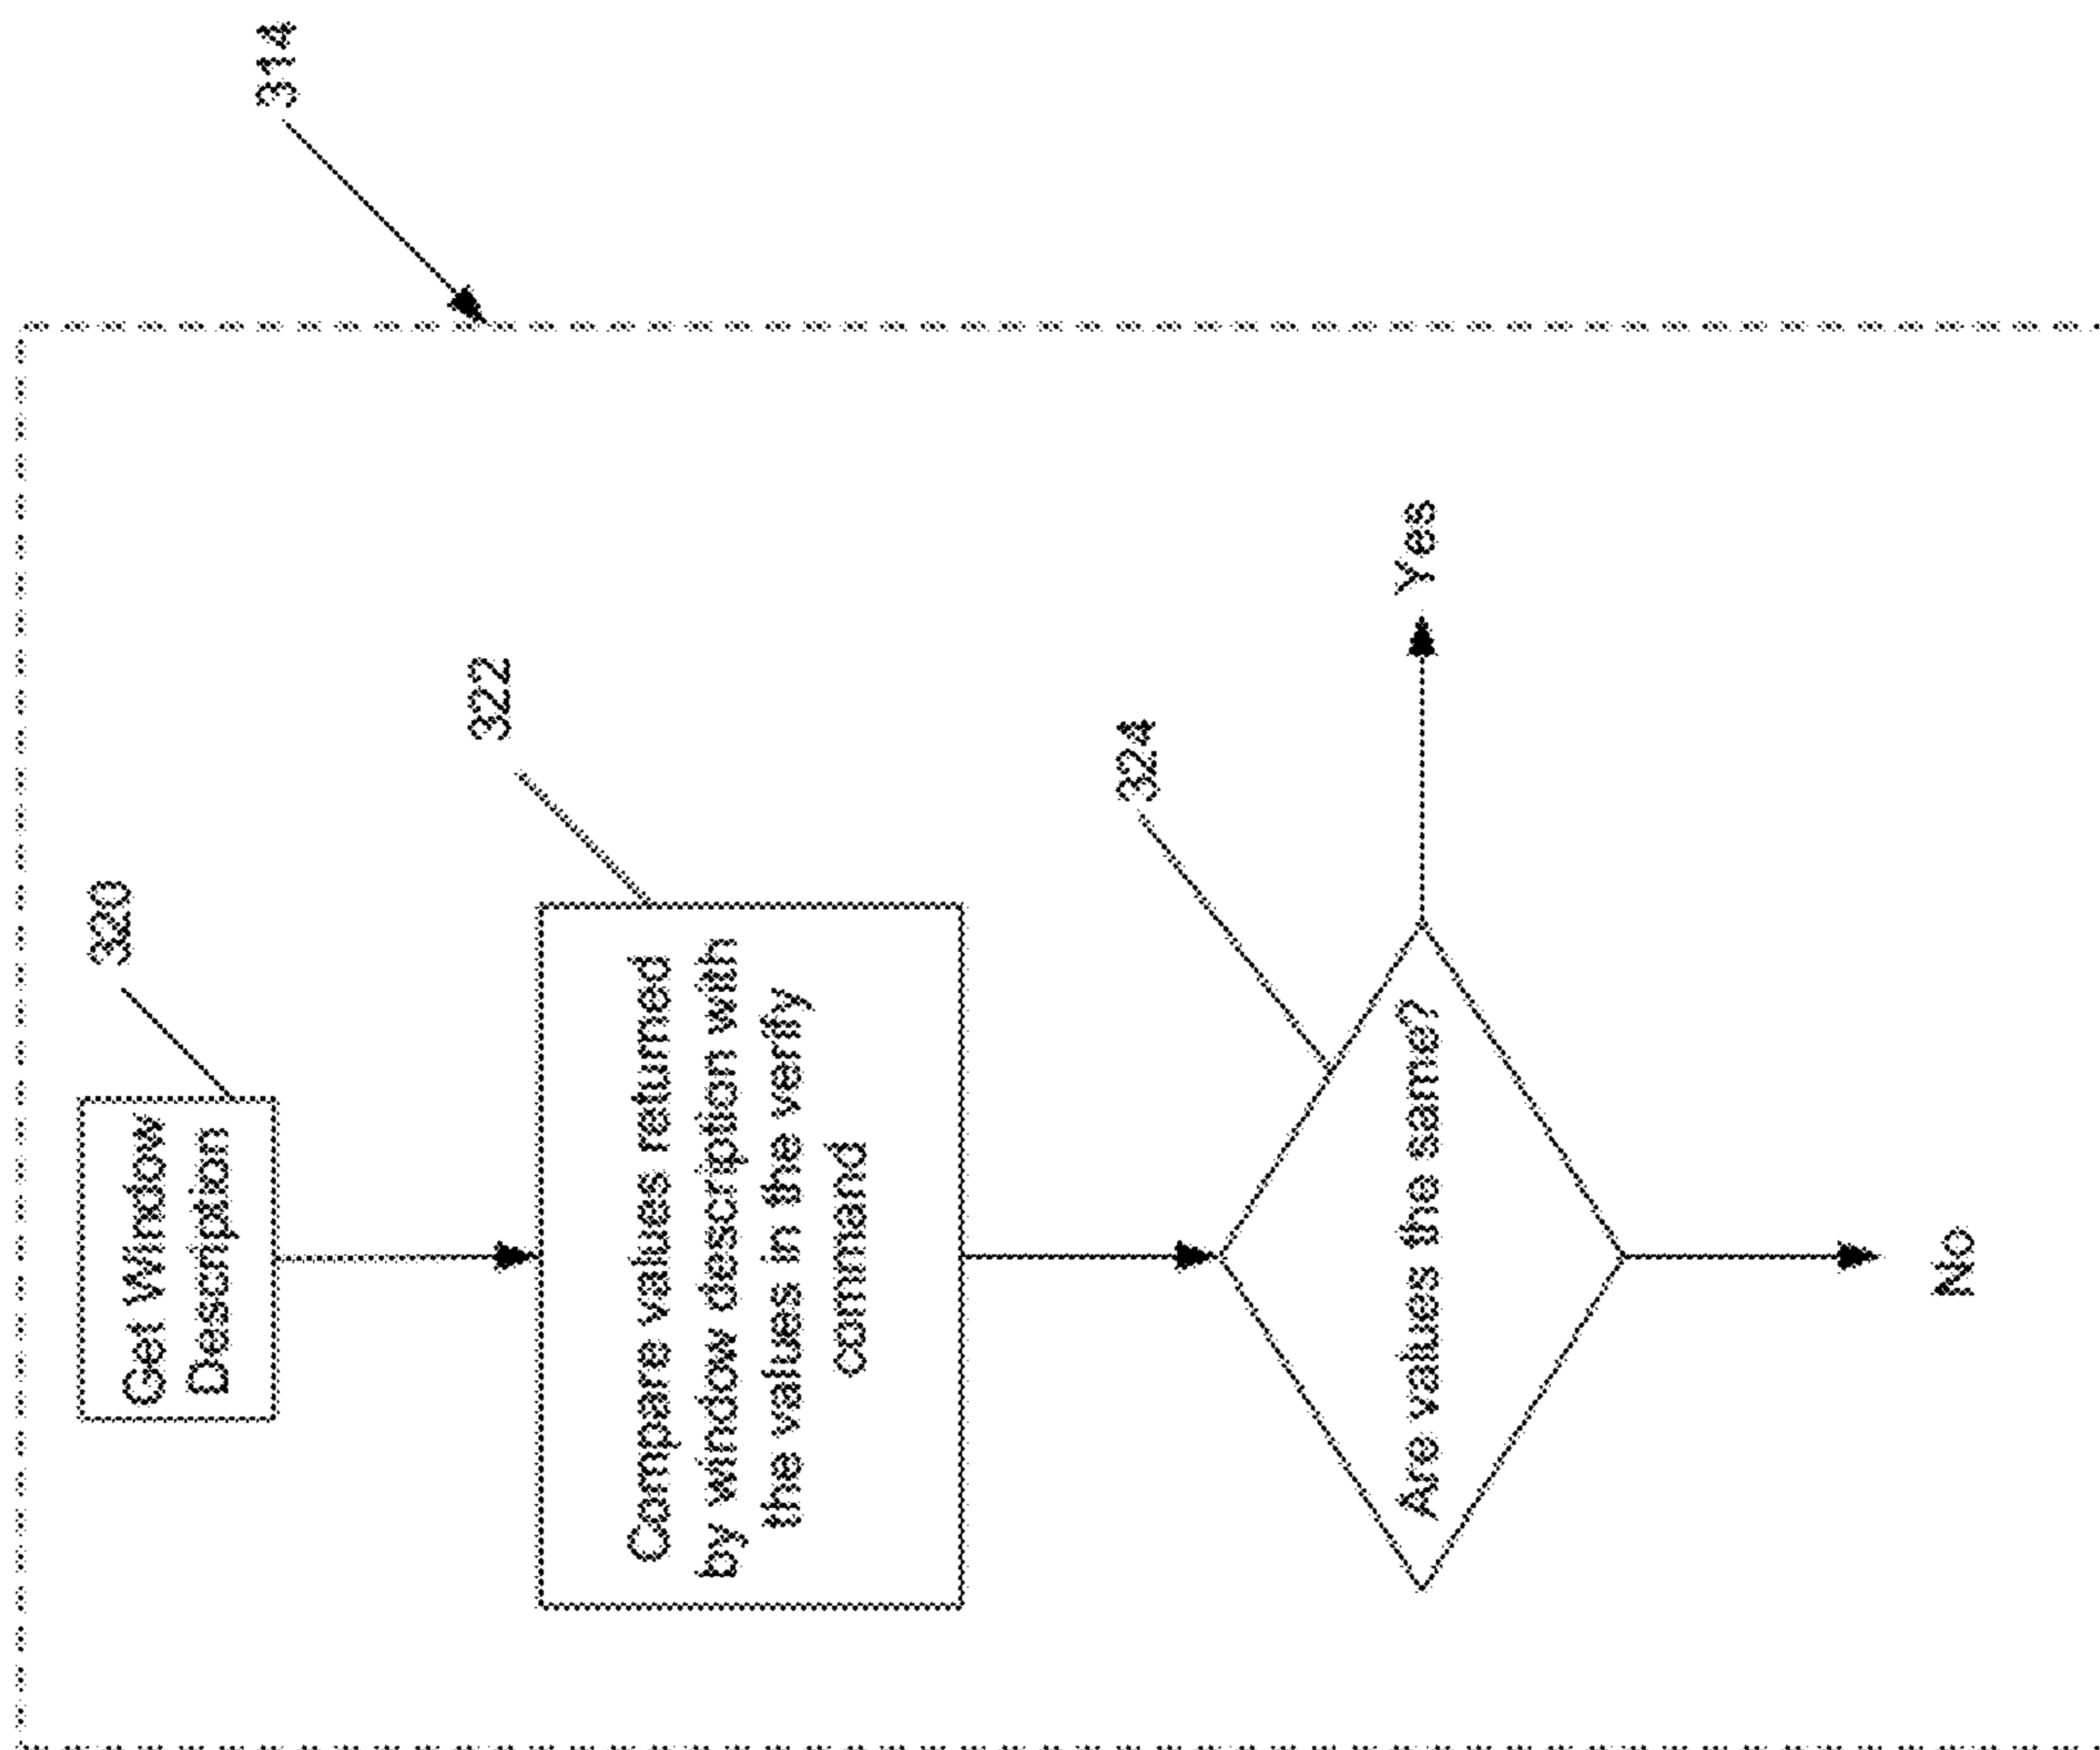 314
320
Get Window
Description
322
Compare values returned
by window description with
the values in the verify
command
324
Are values the same?
Yes
No